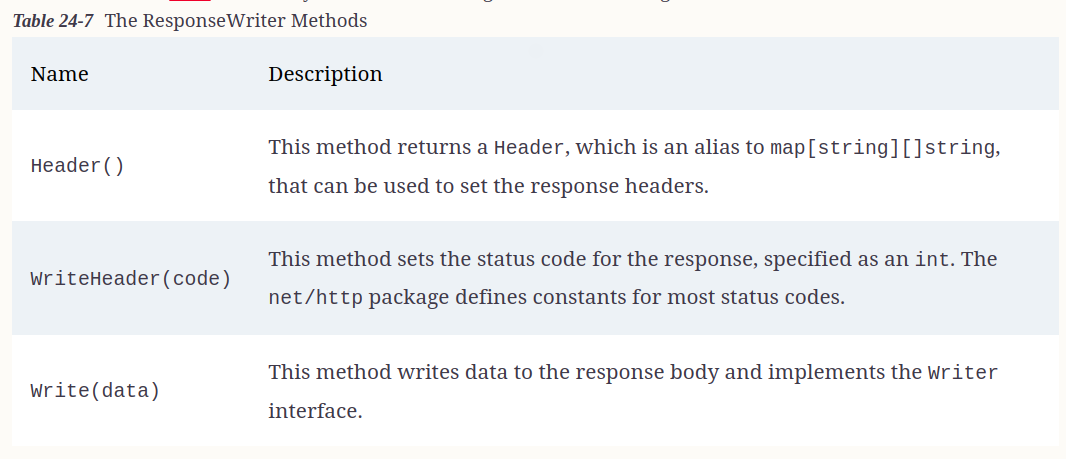 Table 24-7 The ResponseWriter Methods
Name Description
Header() This method returns a Header, which is an alias to map[string][]string,
that can be used to set the response headers.
WriteHeader(code) This method sets the status code for the response, specified as an int. The
net/http package defines constants for most status codes.
Write(data) This method writes data to the response body and implements the Writer
interface.